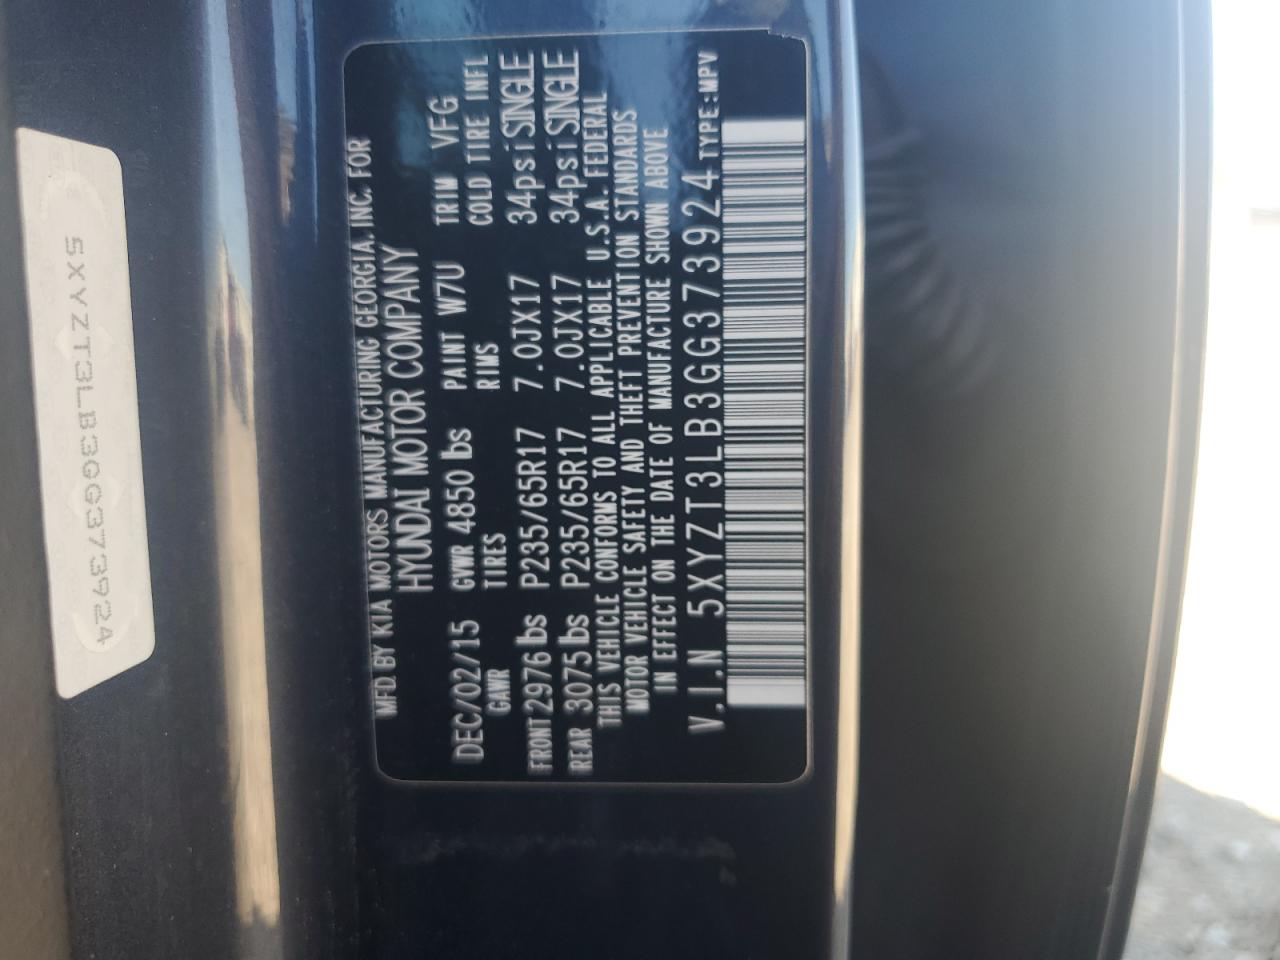 5XYZT3LB3GG373924
MFD. BY KIA MOTORS MANUFACTURING GEORGIA, INC. FOR
HYUNDAI MOTOR COMPANY
DEC/02/15 GVWR 4850 lbs PAINT W7U TRIM VFG
GAWR TIRES RIMS COLD TIRE INFL
FRONT 2976 lbs P235/65R17 7.0JX17 34psi SINGLE
REAR 3075 lbs P235/65R17 7.0JX17 34psi SINGLE
THIS VEHICLE CONFORMS TO ALL APPLICABLE U.S.A. FEDERAL
MOTOR VEHICLE SAFETY AND THEFT PREVENTION STANDARDS
IN EFFECT ON THE DATE OF MANUFACTURE SHOWN ABOVE
V.I.N 5XYZT3LB3GG373924 TYPE:MPV